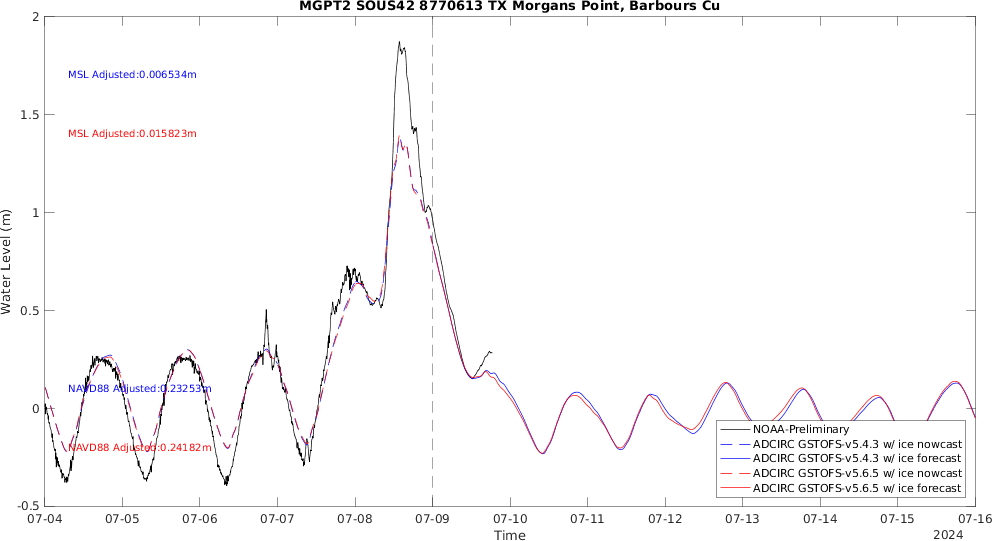 MGPT2 SOUS42 8770613 TX Morgans Point, Barbours Cu
2
1.5
1
0.5
0
-0.5
Water Level (m)
MSL Adjusted:0.006534m
MSL Adjusted:0.015823m
NAVD88 Adjusted:0.23253m
NAVD88 Adjusted:0.24182m
NOAA-Preliminary
ADCIRC GSTOFS-v5.4.3 w/ ice nowcast
ADCIRC GSTOFS-v5.4.3 w/ ice forecast
ADCIRC GSTOFS-v5.6.5 w/ ice nowcast
ADCIRC GSTOFS-v5.6.5 w/ ice forecast
07-04 07-05 07-06 07-07 07-08 07-09 07-10 07-11 07-12 07-13 07-14 07-15 07-16
Time
2024